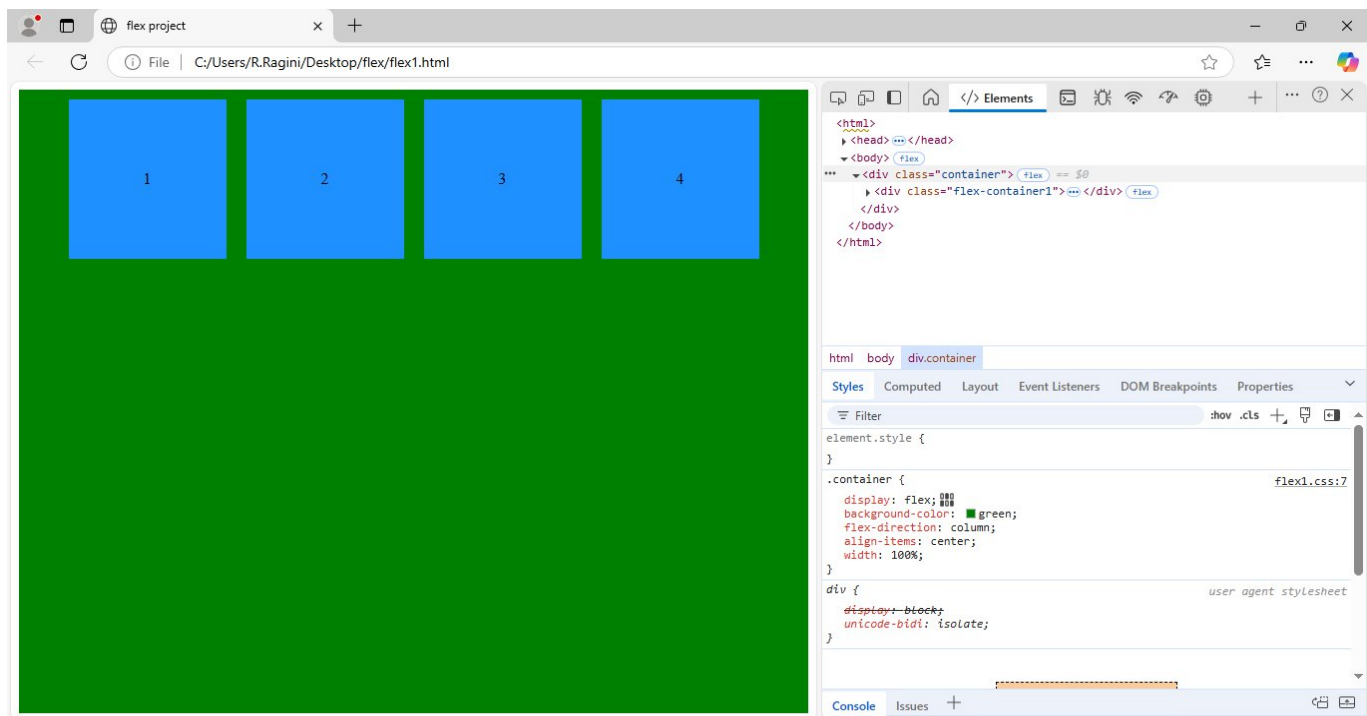 flex project
File
C:/Users/R.Ragini/Desktop/flex/flex1.html
1 2 3 4
</> Elements
<html>
<head> ••• </head>
<body> flex
••• <div class="container"> flex == $0
<div class="flex-container1"> ••• </div> flex
</div>
</body>
</html>
html body div.container
Styles Computed Layout Event Listeners DOM Breakpoints Properties
Filter :hov .cls
element.style {
}
.container { flex1.css:7
display: flex;
background-color: green;
flex-direction: column;
align-items: center;
width: 100%;
}
div { user agent stylesheet
display: block;
unicode-bidi: isolate;
}
Console Issues